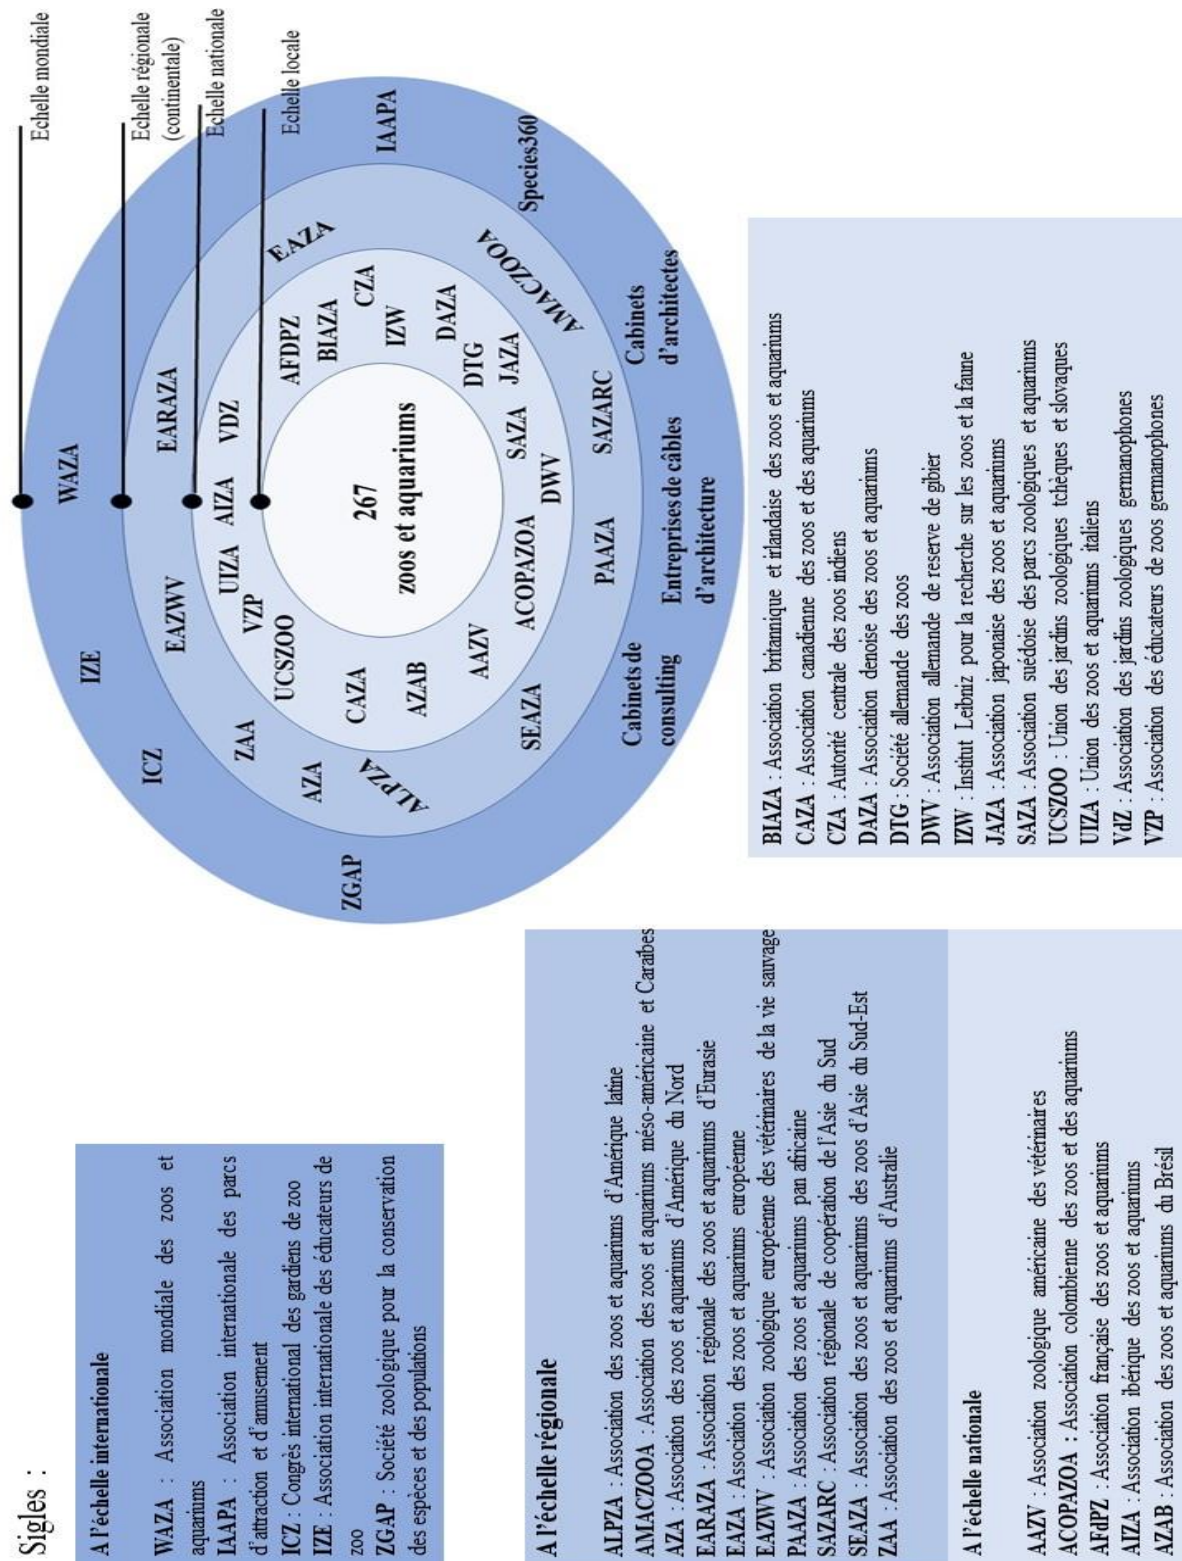 Sigles :
A l'échelle internationale
WAZA : Association mondiale des zoos et
aquariums
IAAPA : Association internationale des parcs
d'attraction et d'amusement
ICZ : Congrès international des gardiens de zoo
IZE : Association internationale des éducateurs de
zoo
ZGAP : Société zoologique pour la conservation
des espèces et des populations
A l'échelle régionale
ALPZA : Association des zoos et aquariums d'Amérique latine
AMACZOOA : Association des zoos et aquariums méso-américaine et Caraïbes
AZA : Association des zoos et aquariums d'Amérique du Nord
EARAZA : Association régionale des zoos et aquariums d'Eurasie
EAZA : Association des zoos et aquariums européenne
EAZWV : Association zoologique européenne des vétérinaires de la vie sauvage
PAAZA : Association des zoos et aquariums pan africaine
SAZARC : Association régionale de coopération de l'Asie du Sud
SEAZA : Association des zoos et aquariums des zoos d'Asie du Sud-Est
ZAA : Association des zoos et aquariums d'Australie
A l'échelle nationale
AAZV : Association zoologique américaine des vétérinaires
ACOPAZOA : Association colombienne des zoos et des aquariums
AFdPZ : Association française des zoos et aquariums
AIZA : Association ibérique des zoos et aquariums
AZAB : Association des zoos et aquariums du Brésil
BIAZA : Association britannique et irlandaise des zoos et aquariums
CAZA : Association canadienne des zoos et des aquariums
CZA : Autorité centrale des zoos indiens
DAZA : Association denoise des zoos et aquariums
DTG : Société allemande des zoos
DWV : Association allemande de reserve de gibier
IZW : Institut Leibniz pour la recherche sur les zoos et la faune
JAZA : Association japonaise des zoos et aquariums
SAZA : Association suédoise des parcs zoologiques et aquariums
UCSZOO : Union des jardins zoologiques tchèques et slovaques
UIZA : Union des zoos et aquariums italiens
VdZ : Association des jardins zoologiques germanophones
VZP : Association des éducateurs de zoos germanophones
Echelle mondiale
Echelle régionale
(continentale)
Echelle nationale
Echelle locale
WAZA
IZE
ICZ
ZGAP
IAAPA
Species360
Cabinets
d'architectes
Entreprises de câbles
d'architecture
Cabinets de
consulting
EARAZA
EAZWV
ZAA
AZA
ALPZA
SEAZA
PAAZA
SAZARC
AMACZOOA
EAZA
VDZ
AIZA
UIZA
VZP
UCSZOO
CAZA
AZAB
AAZV
ACOPAZOA
DWV
SAZA
JAZA
DTG
DAZA
IZW
CZA
BIAZA
AFDPZ
267
zoos et aquariums